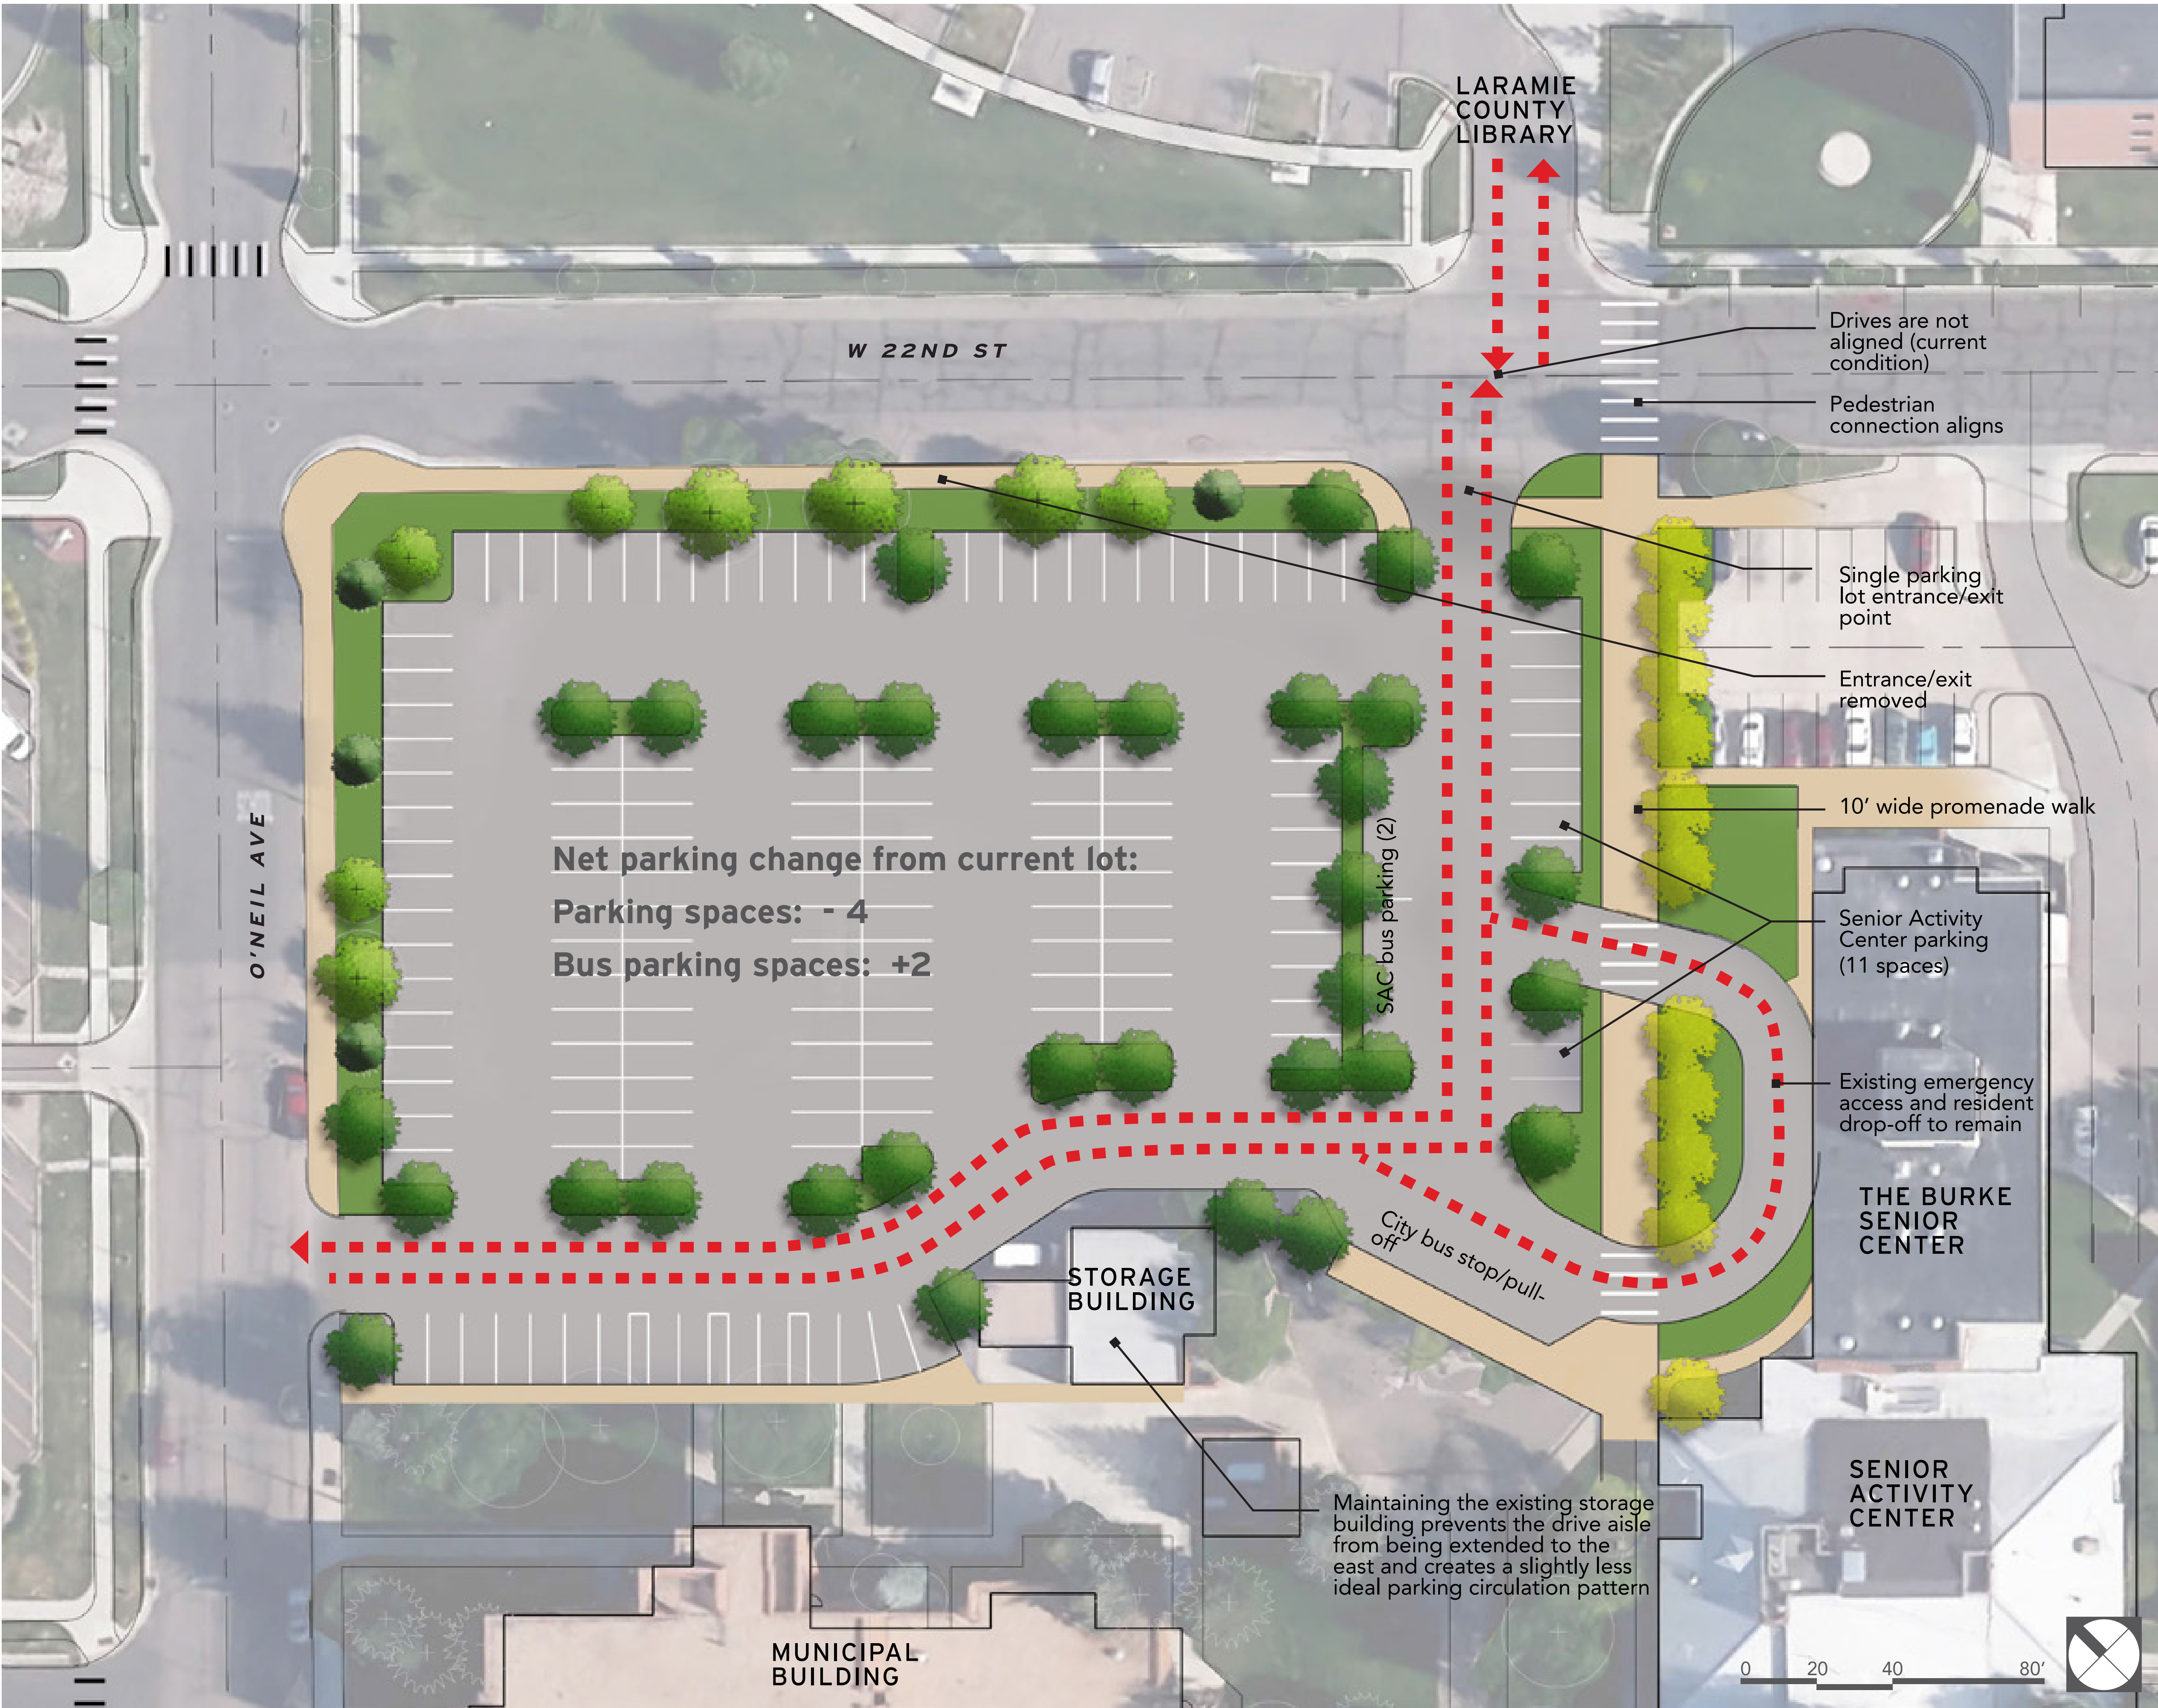 LARAMIE
COUNTY
LIBRARY
W 22ND ST
Drives are not
aligned (current
condition)
Pedestrian
connection aligns
Single parking
lot entrance/exit
point
Entrance/exit
removed
10’ wide promenade walk
O'NEIL AVE
Net parking change from current lot:
Parking spaces: - 4
Bus parking spaces: +2
SAC bus parking (2)
Senior Activity
Center parking
(11 spaces)
Existing emergency
access and resident
drop-off to remain
THE BURKE
SENIOR
CENTER
City bus stop/pull-
off
STORAGE
BUILDING
SENIOR
ACTIVITY
CENTER
Maintaining the existing storage
building prevents the drive aisle
from being extended to the
east and creates a slightly less
ideal parking circulation pattern
MUNICIPAL
BUILDING
0 20 40 80’